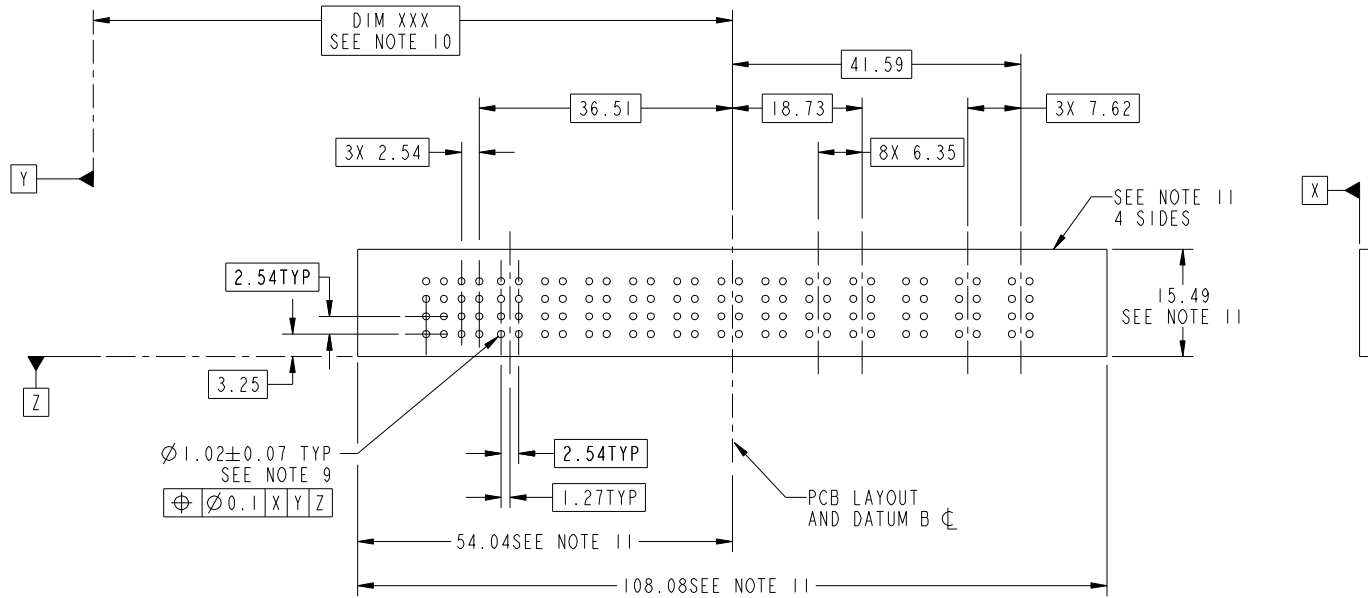 DIM XXX
SEE NOTE 10
41.59
36.51
18.73
3X 7.62
3X 2.54
8X 6.35
Y
X
SEE NOTE 11
4 SIDES
2.54TYP
15.49
SEE NOTE 11
3.25
Z
Ø1.02±0.07 TYP
SEE NOTE 9
⌖ Ø0.1 X Y Z
2.54TYP
1.27TYP
PCB LAYOUT
AND DATUM B ℄
54.04SEE NOTE 11
108.08SEE NOTE 11